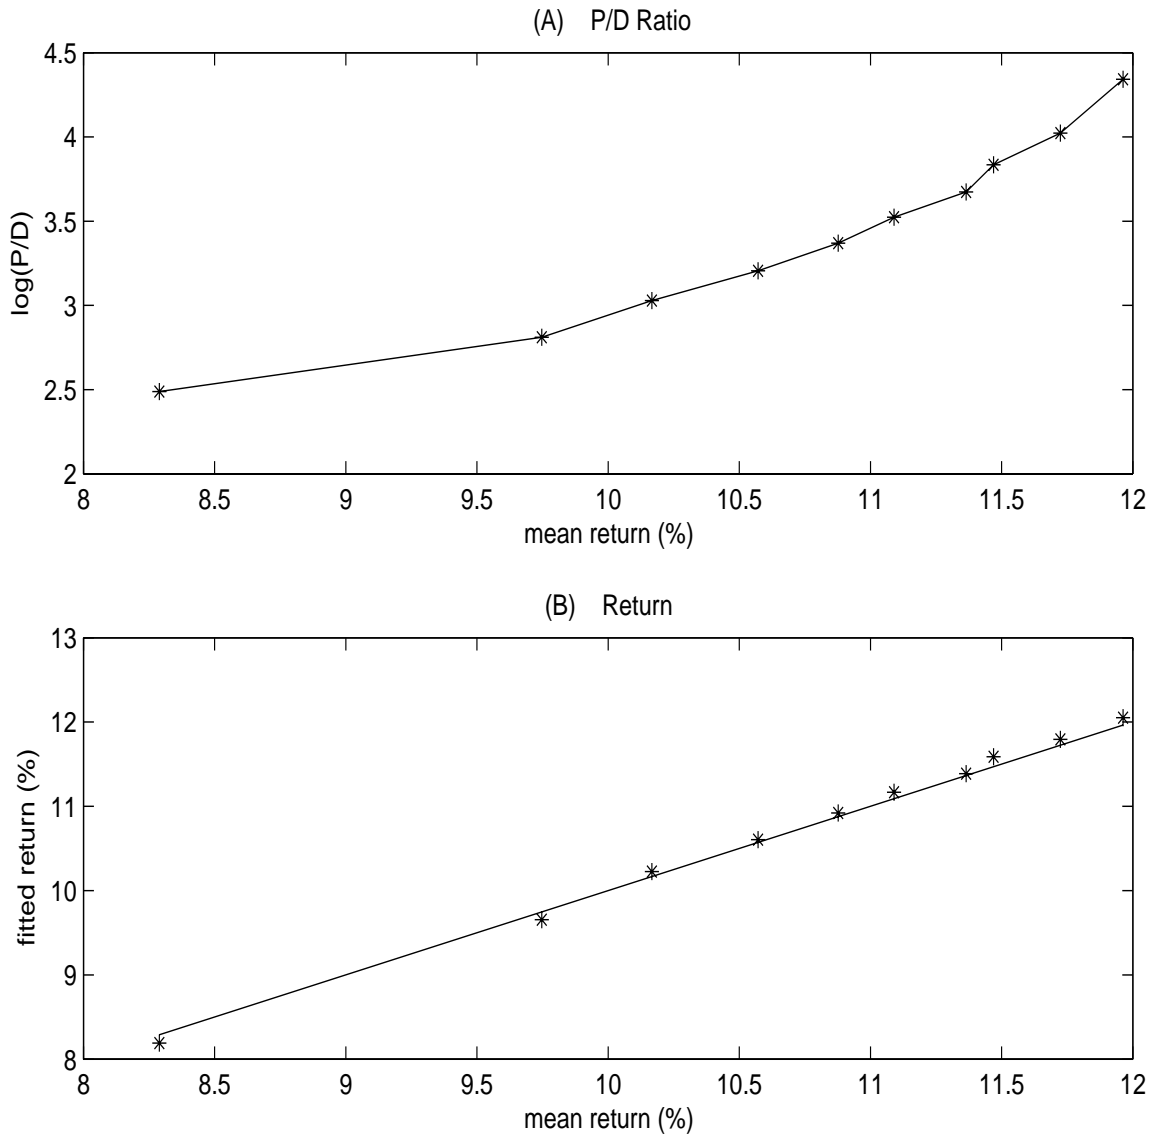 (A) P/D Ratio
4.5
4
3.5
3
2.5
2
log(P/D)
8 8.5 9 9.5 10 10.5 11 11.5 12
mean return (%)
(B) Return
13
12
11
10
9
8
fitted return (%)
8 8.5 9 9.5 10 10.5 11 11.5 12
mean return (%)